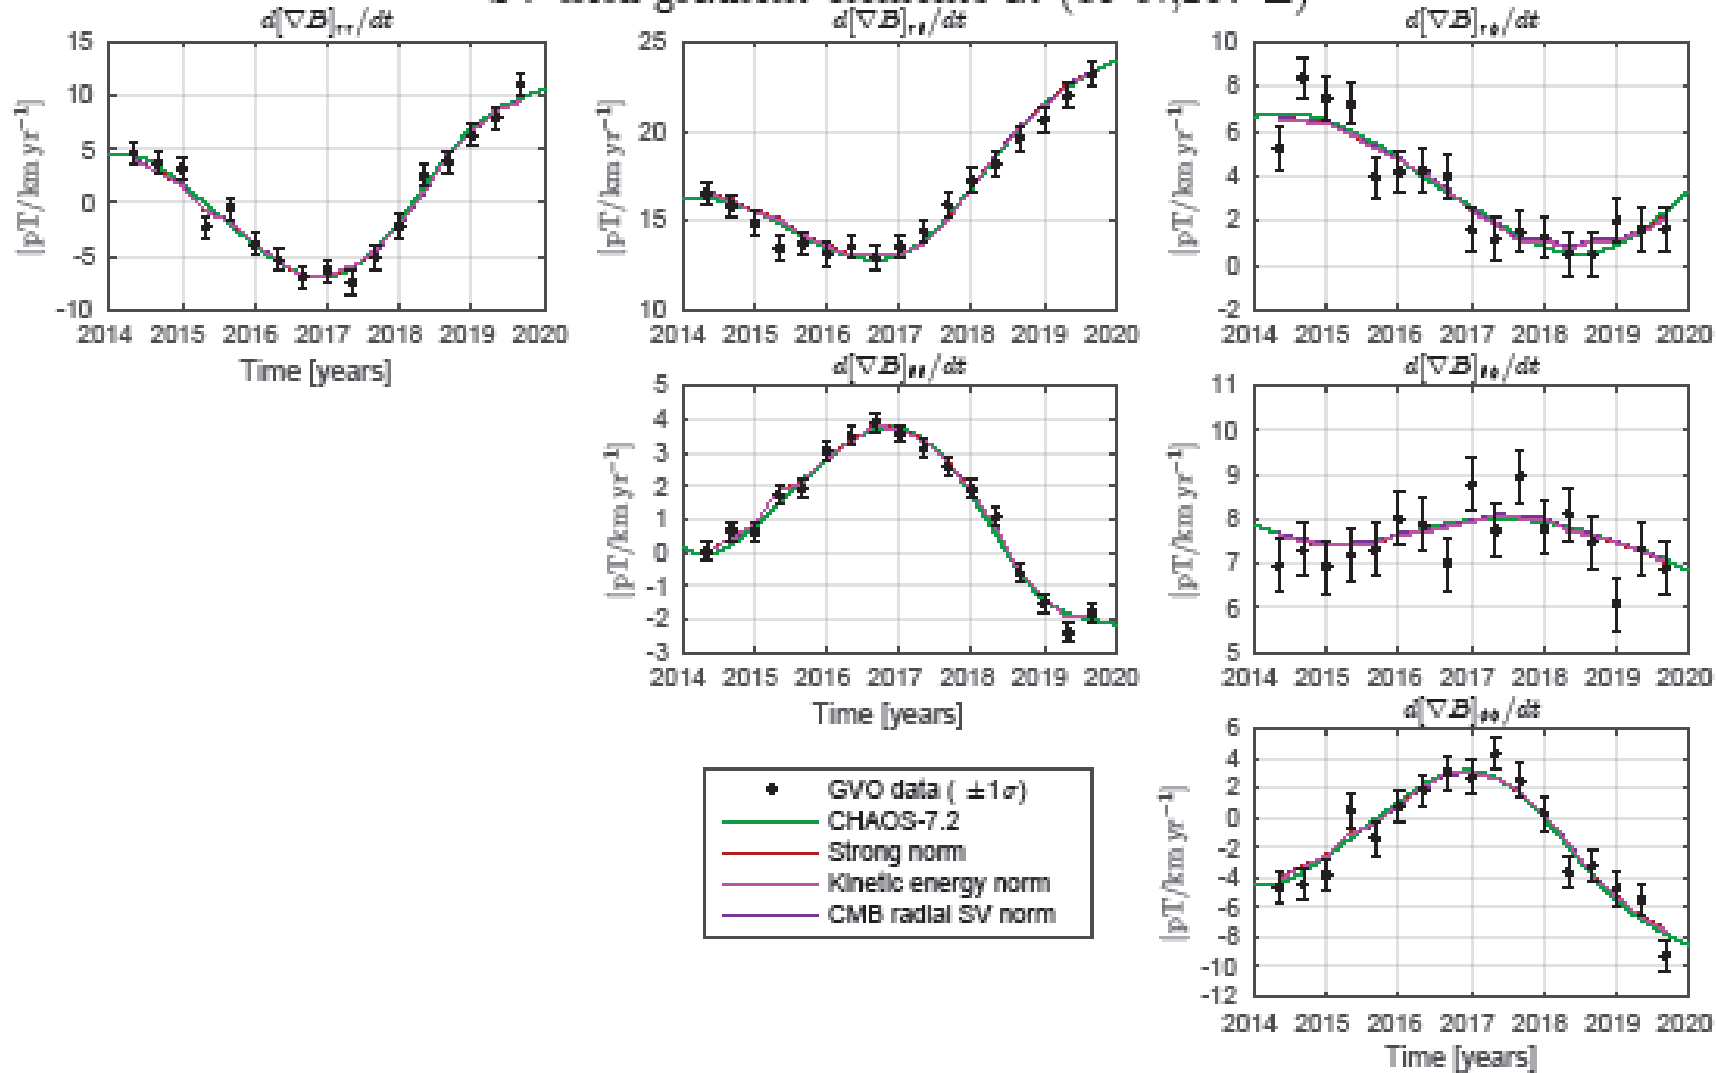 d[∇B]rr/dt
d[∇B]rθ/dt
d[∇B]rϕ/dt
15
10
5
0
-5
-10
[pT/km yr⁻¹]
2014 2015 2016 2017 2018 2019 2020
Time [years]
25
20
15
10
[pT/km yr⁻¹]
2014 2015 2016 2017 2018 2019 2020
10
8
6
4
2
0
-2
[pT/km yr⁻¹]
2014 2015 2016 2017 2018 2019 2020
d[∇B]θθ/dt
5
4
3
2
1
0
-1
-2
-3
[pT/km yr⁻¹]
2014 2015 2016 2017 2018 2019 2020
Time [years]
d[∇B]θϕ/dt
11
10
9
8
7
6
5
[pT/km yr⁻¹]
2014 2015 2016 2017 2018 2019 2020
d[∇B]ϕϕ/dt
6
4
2
0
-2
-4
-6
-8
-10
-12
[pT/km yr⁻¹]
2014 2015 2016 2017 2018 2019 2020
Time [years]
GVO data ( ±1σ)
CHAOS-7.2
Strong norm
Kinetic energy norm
CMB radial SV norm